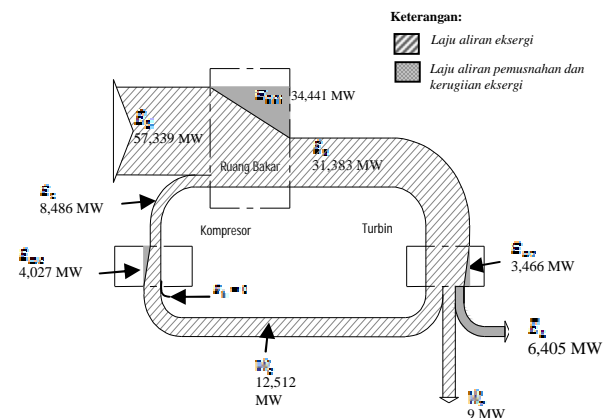 Keterangan:
Laju aliran eksergi
Laju aliran pemusnahan dan
kerugiian eksergi
34,441 MW
57,339 MW
Ruang Bakar
31,383 MW
8,486 MW
Kompresor
Turbin
4,027 MW
3,466 MW
6,405 MW
12,512
MW
9 MW